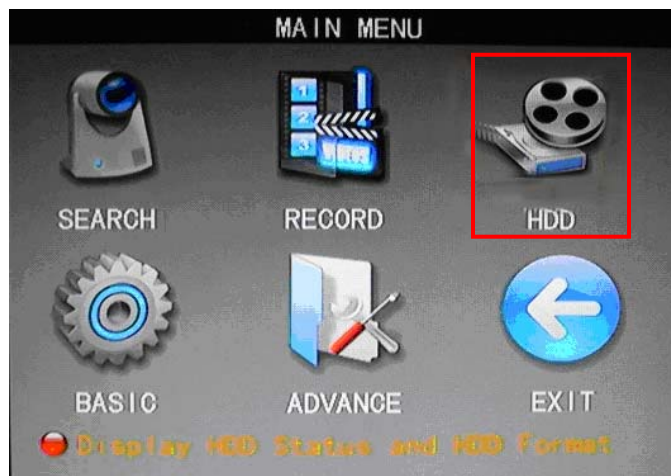 MAIN MENU
SEARCH RECORD HDD
BASIC ADVANCE EXIT
Display HDD Status and HDD Format